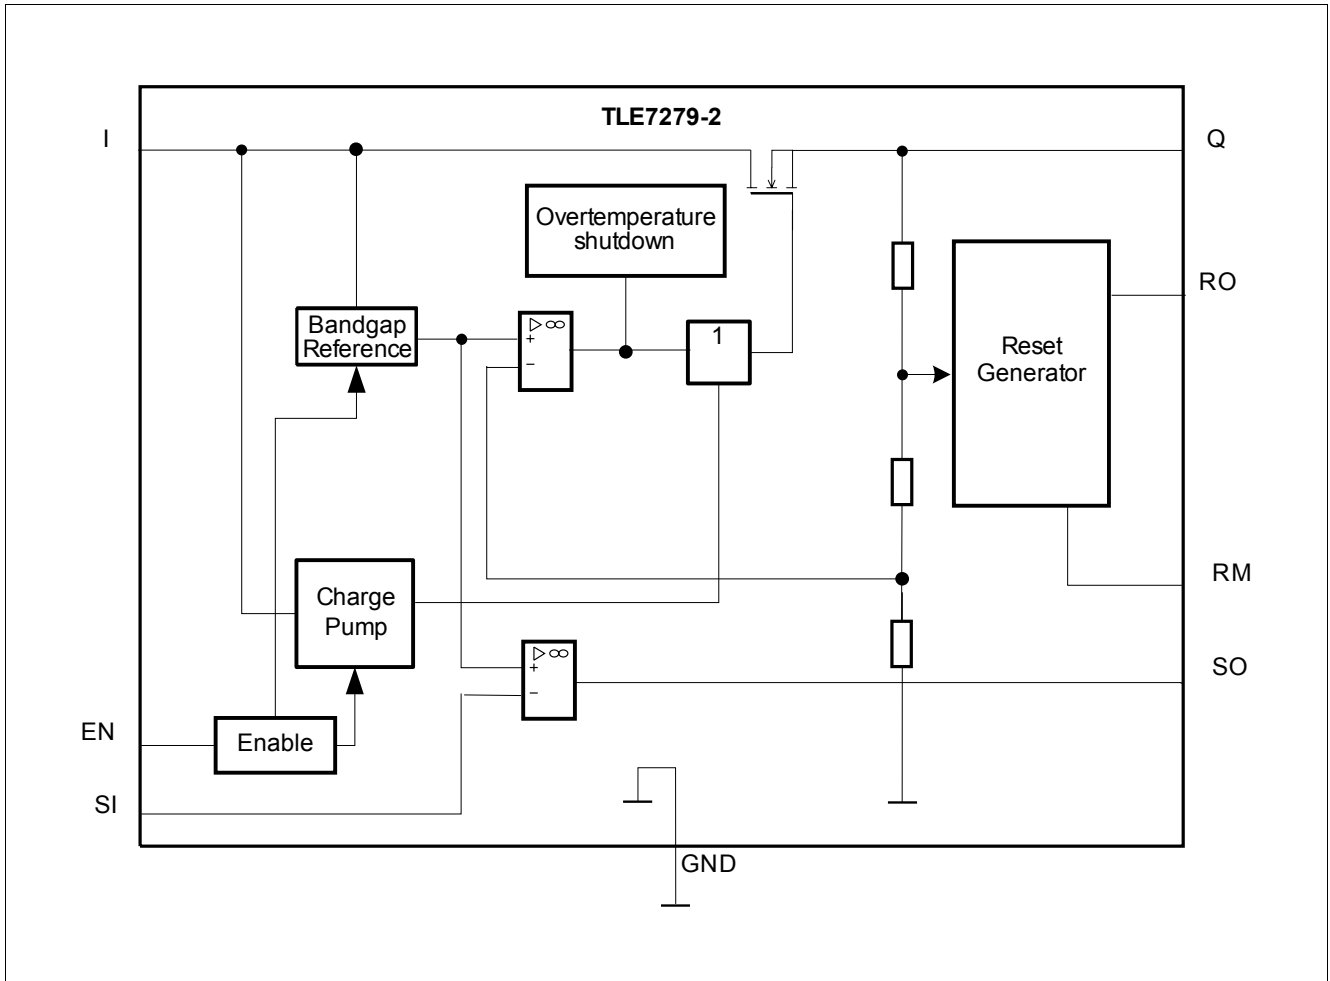 TLE7279-2
I
Q
Overtemperature
shutdown
RO
Bandgap
Reference
▷∞
+
−
1
Reset
Generator
Charge
Pump
RM
▷∞
+
−
SO
EN
Enable
SI
GND